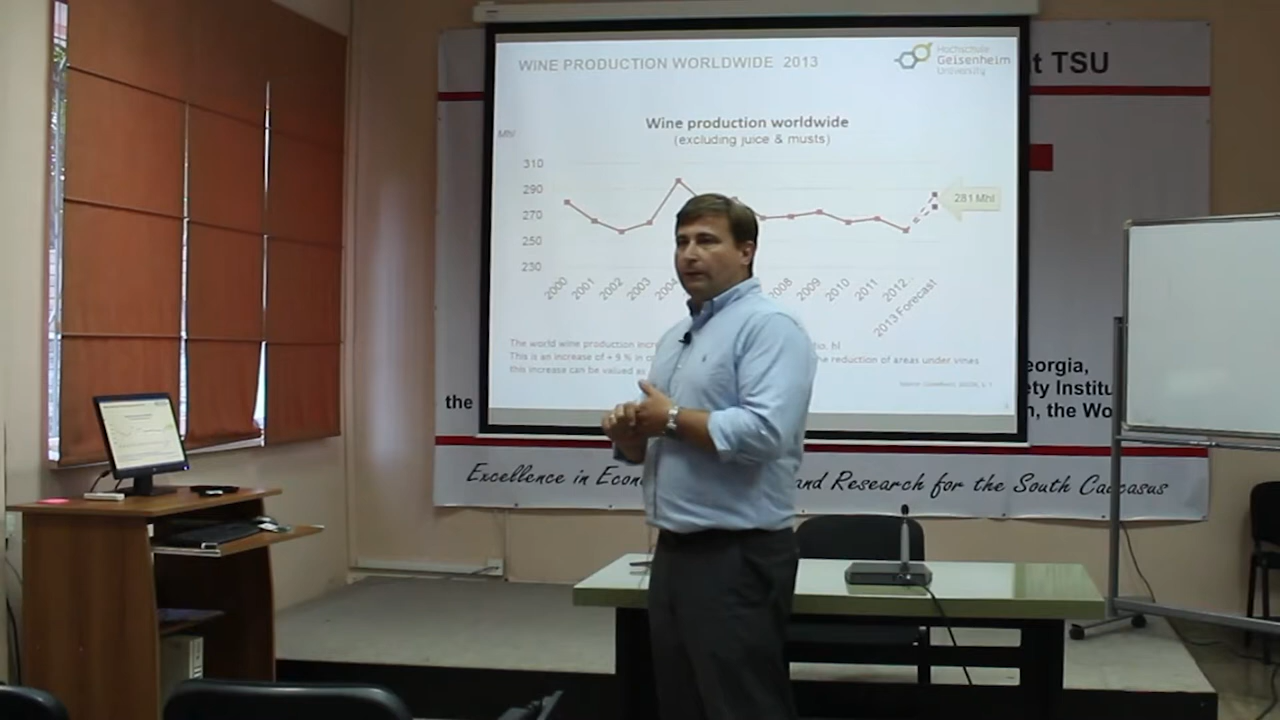 WINE PRODUCTION WORLDWIDE 2013
Hochschule
Geisenheim
University
t TSU
Wine production worldwide
(excluding juice & musts)
Mhl
310
290
270
250
230
281 Mhl
2000
2001
2002
2003
2004
2008
2009
2010
2011
2012
2013 Forecast
The world wine production incr
hl
This is an increase of + 9 % in
the reduction of areas under vines
this increase can be valued as
the
eorgia,
ety Institu
n, the Wo
Excellence in Econ
and Research for the South Caucasus